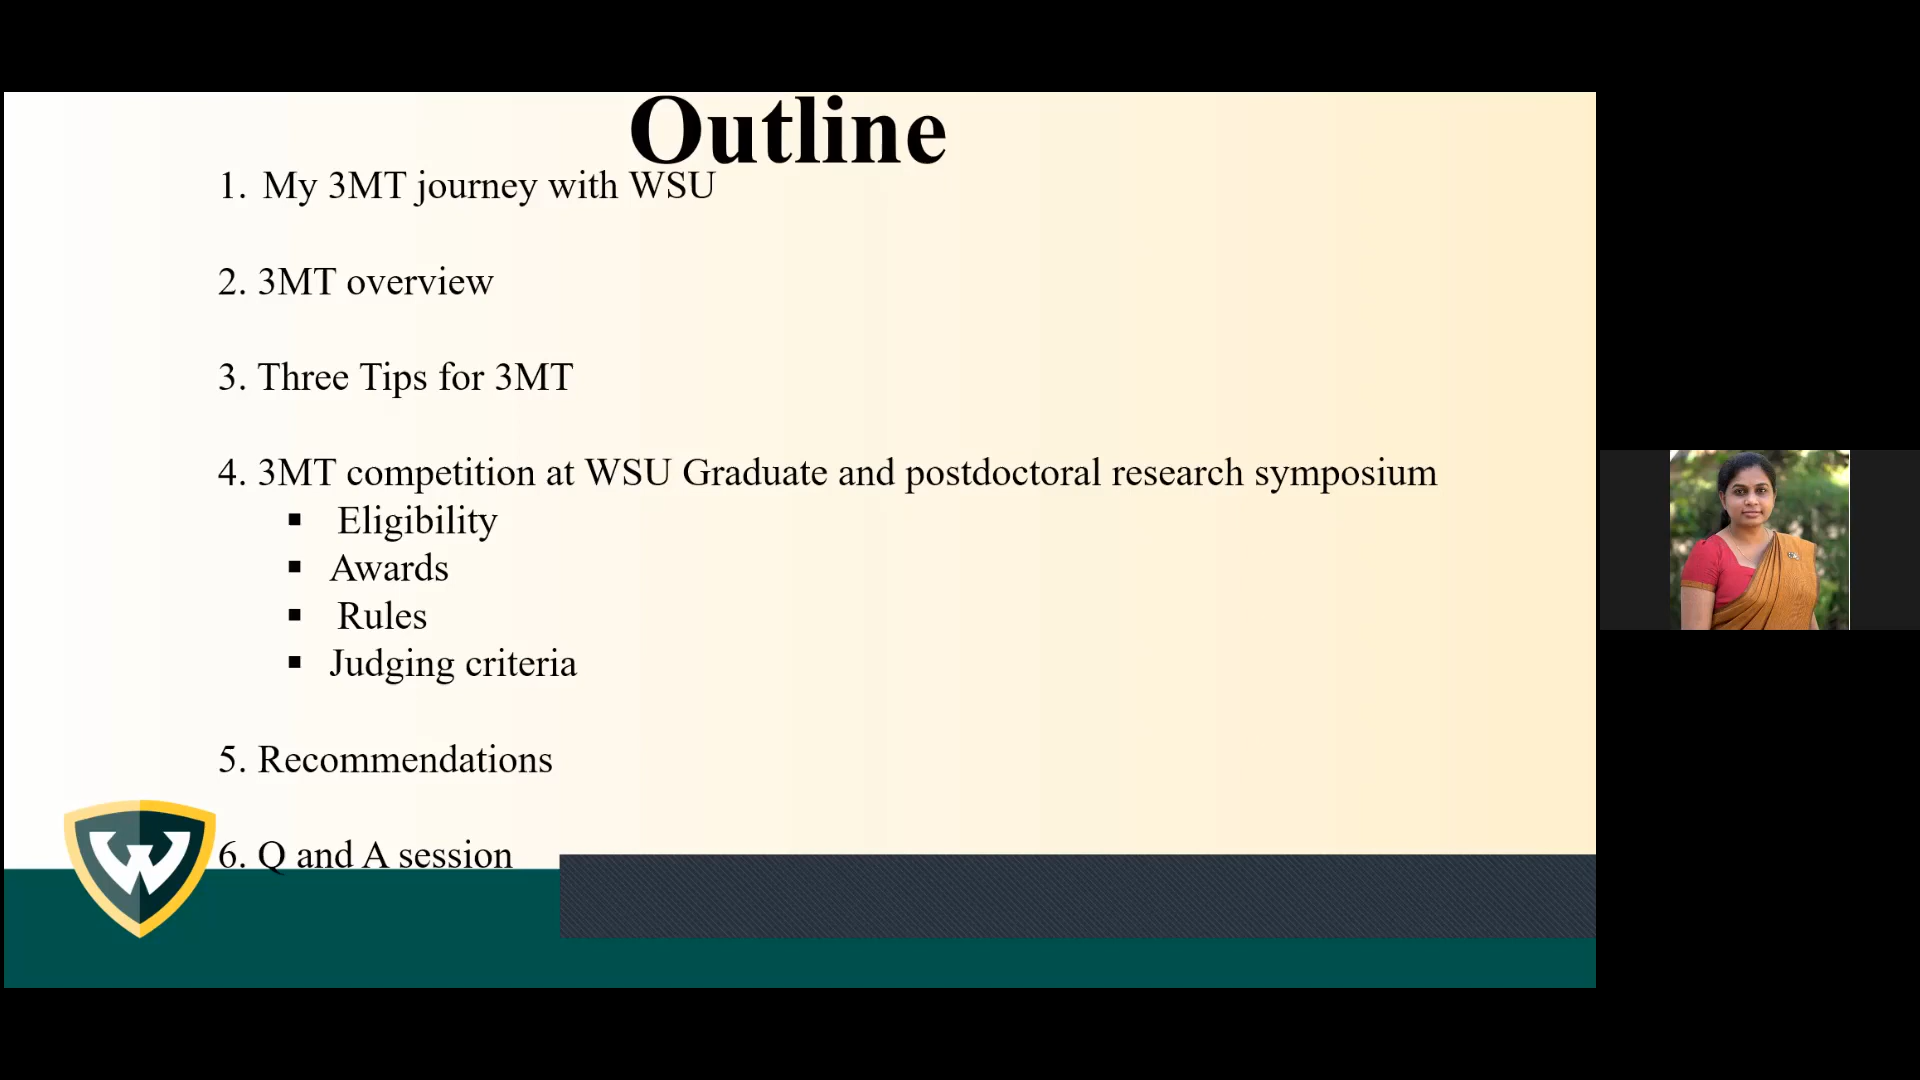 Outline
1. My 3MT journey with WSU
2. 3MT overview
3. Three Tips for 3MT
4. 3MT competition at WSU Graduate and postdoctoral research symposium
▪ Eligibility
▪ Awards
▪ Rules
▪ Judging criteria
5. Recommendations
6. Q and A session
W